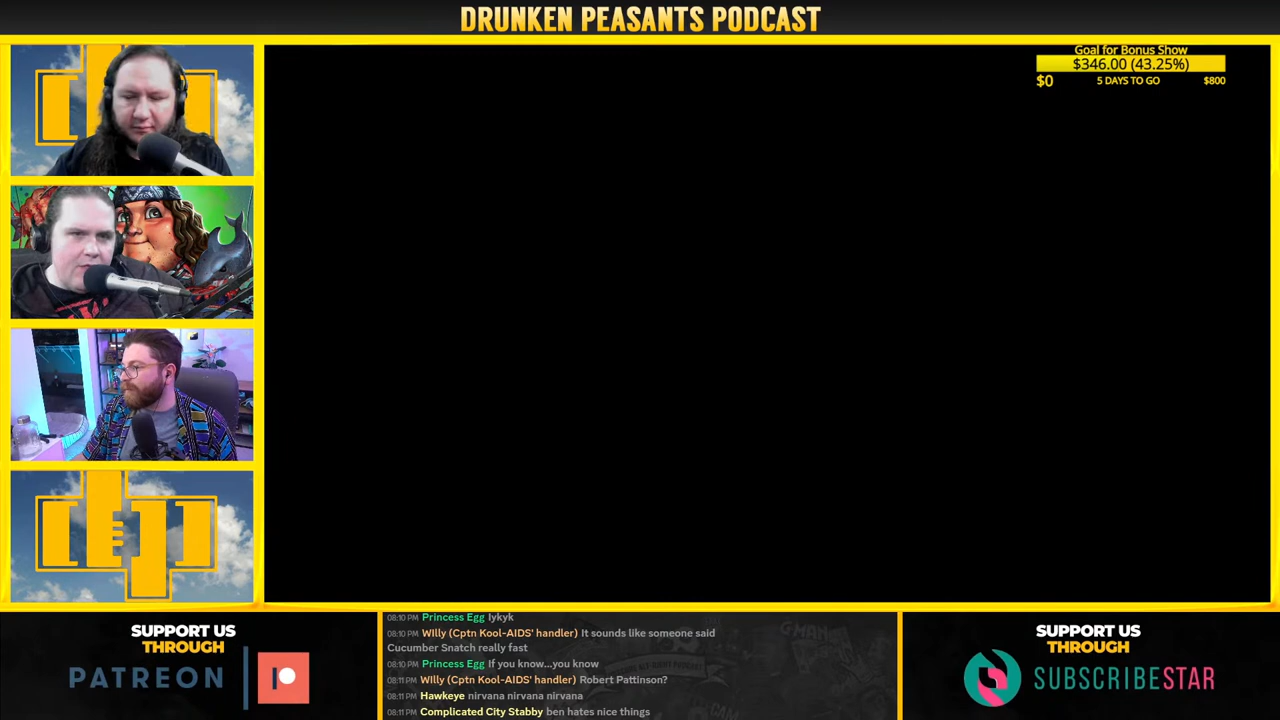 DRUNKEN PEASANTS PODCAST
Goal for Bonus Show
$346.00 (43.25%)
$0 5 DAYS TO GO $800
SUPPORT US
THROUGH
PATREON
08:10 PM Princess Egg lykyk
08:10 PM WIlly (Cptn Kool-AIDS' handler) It sounds like someone said
Cucumber Snatch really fast
08:10 PM Princess Egg If you know...you know
08:11 PM WIlly (Cptn Kool-AIDS' handler) Robert Pattinson?
08:11 PM Hawkeye nirvana nirvana nirvana
08:11 PM Complicated City Stabby ben hates nice things
SUPPORT US
THROUGH
SUBSCRIBESTAR